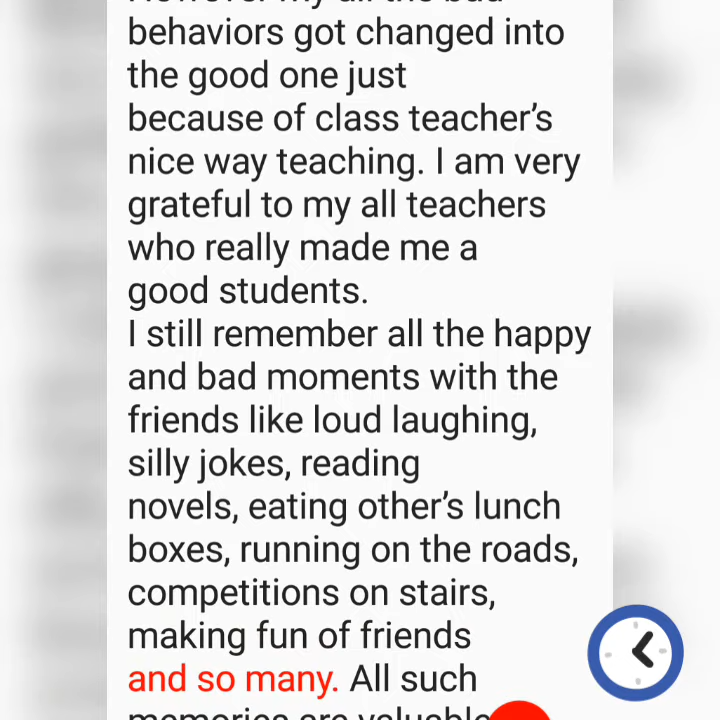 behaviors got changed into
the good one just
because of class teacher’s
nice way teaching. I am very
grateful to my all teachers
who really made me a
good students.
I still remember all the happy
and bad moments with the
friends like loud laughing,
silly jokes, reading
novels, eating other’s lunch
boxes, running on the roads,
competitions on stairs,
making fun of friends
and so many. All such
memories are valuable